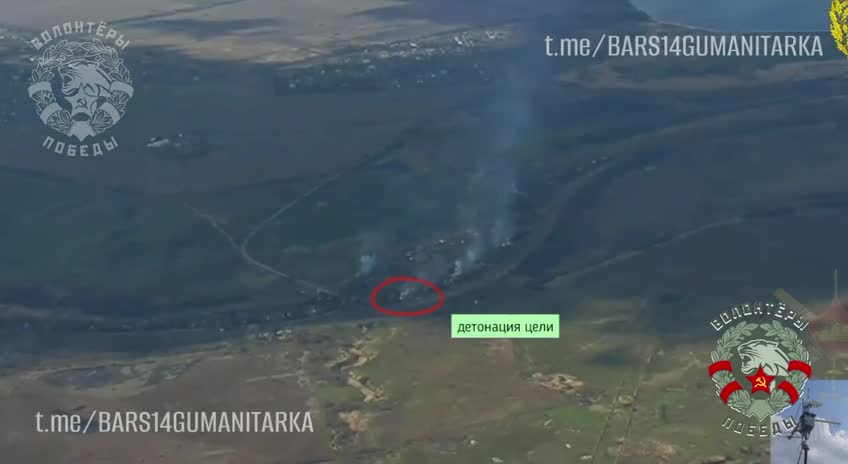 ВОЛОНТЁРЫ
ПОБЕДЫ
t.me/BARS14GUMANITARKA
детонация цели
ВОЛОНТЁРЫ
ПОБЕДЫ
t.me/BARS14GUMANITARKA